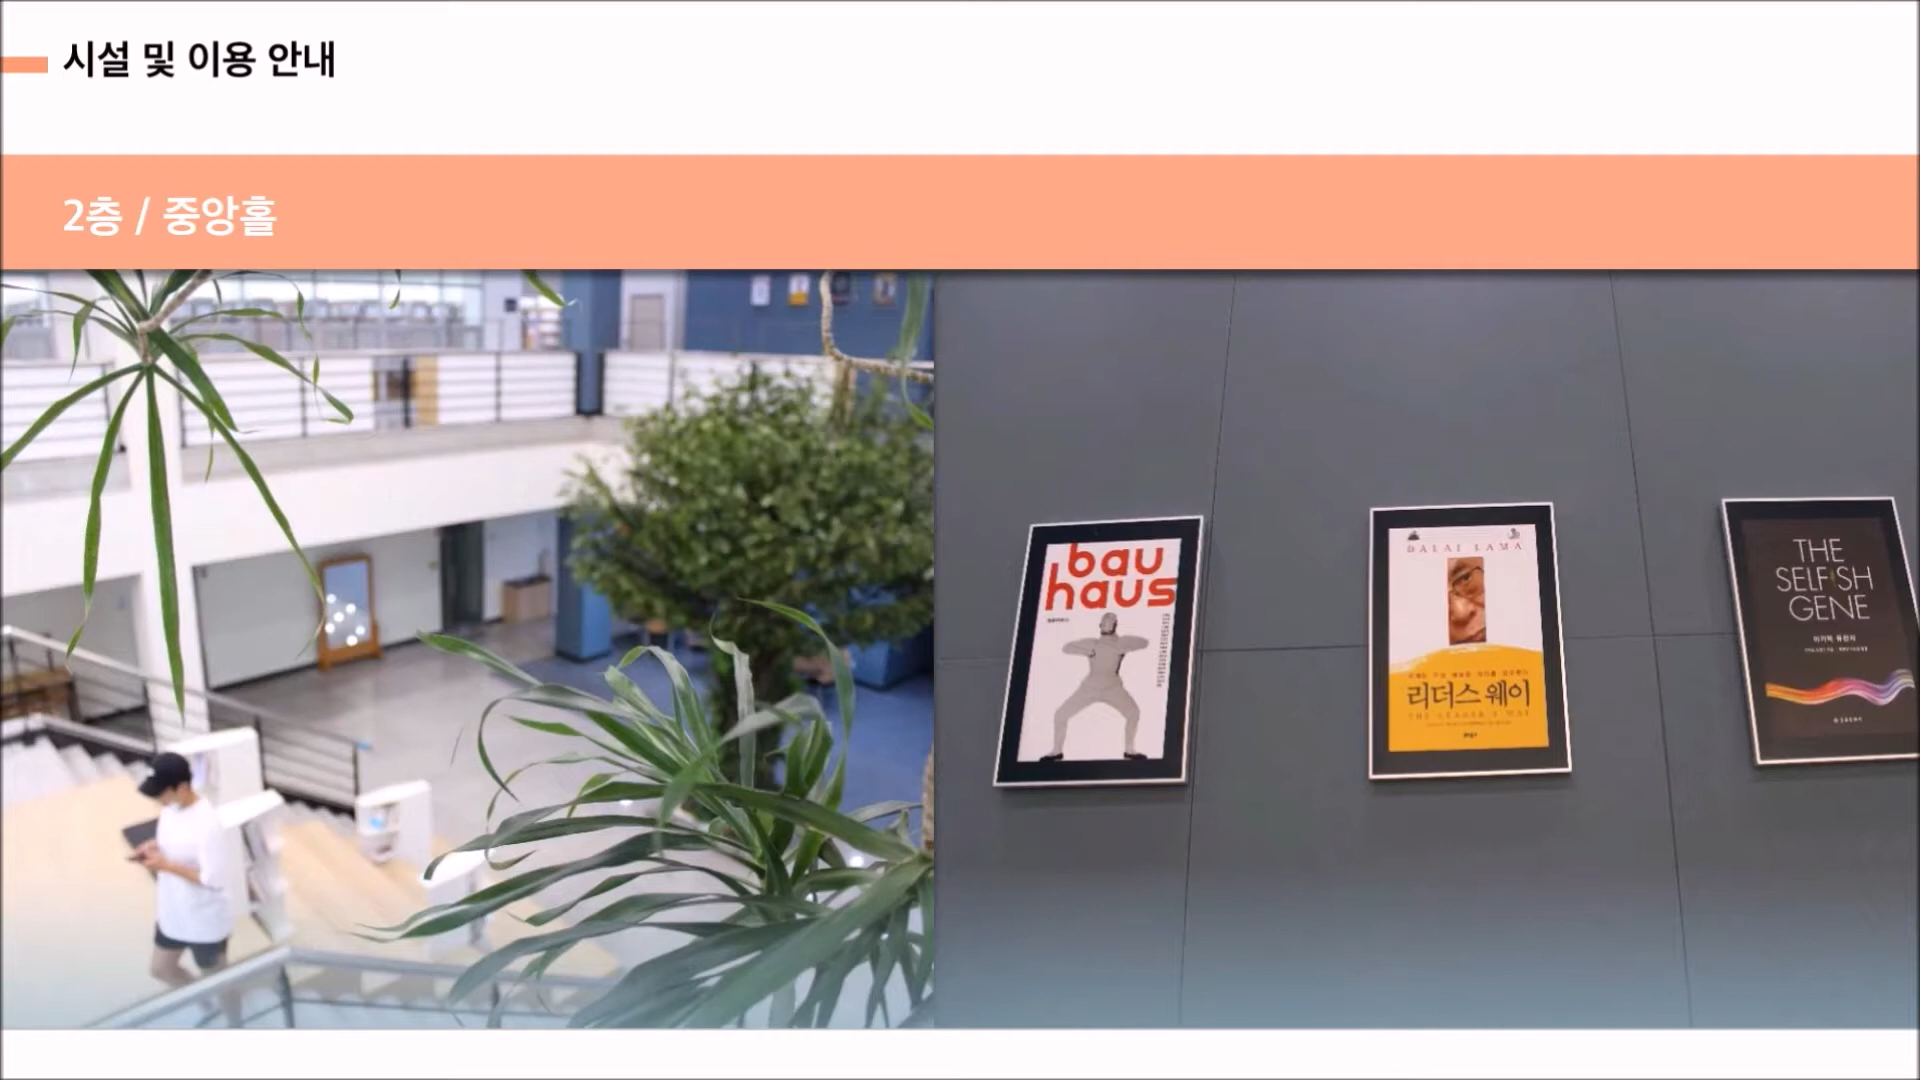 시설 및 이용 안내
2층 / 중앙홀
bau
haus
DALAI LAMA
리더스 웨이
THE LEADER'S WAY
THE
SELFISH
GENE
이기적 유전자